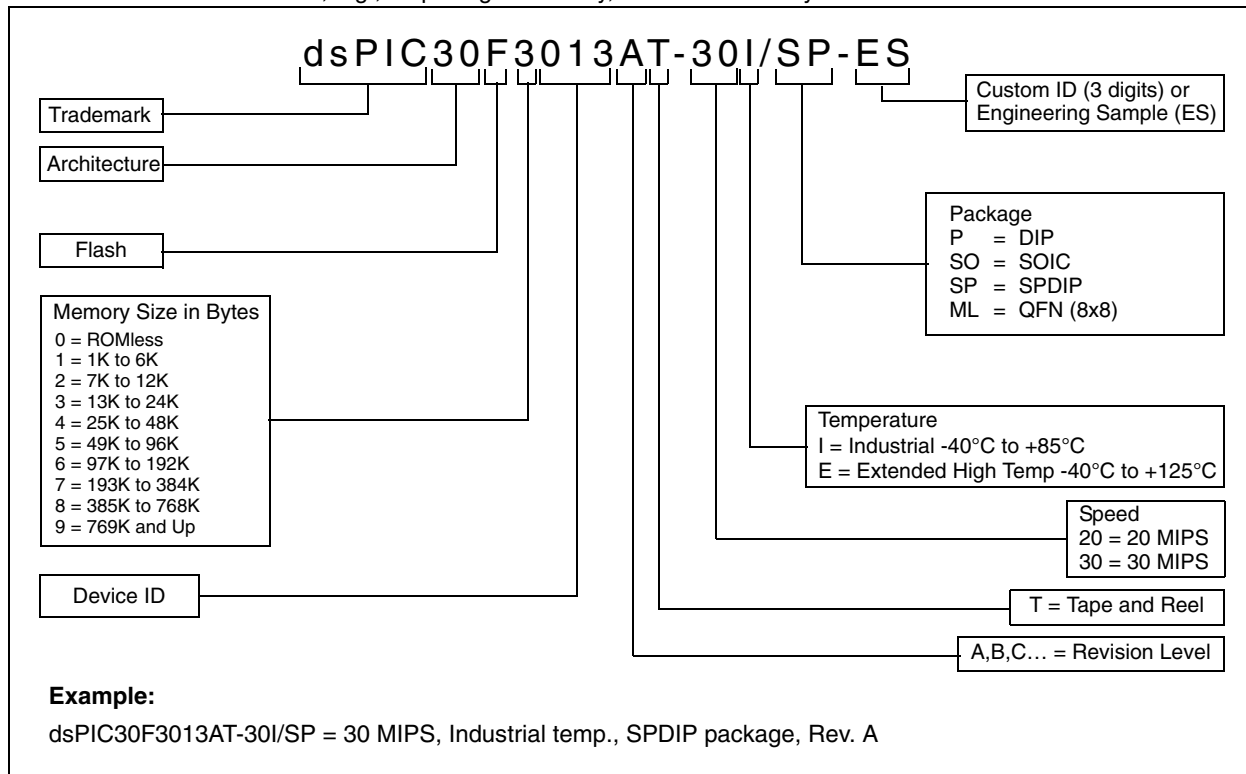 dsPIC30F3013AT-30I/SP-ES
Trademark
Architecture
Flash
Memory Size in Bytes
0 = ROMless
1 = 1K to 6K
2 = 7K to 12K
3 = 13K to 24K
4 = 25K to 48K
5 = 49K to 96K
6 = 97K to 192K
7 = 193K to 384K
8 = 385K to 768K
9 = 769K and Up
Device ID
Custom ID (3 digits) or
Engineering Sample (ES)
Package
P = DIP
SO = SOIC
SP = SPDIP
ML = QFN (8x8)
Temperature
I = Industrial -40°C to +85°C
E = Extended High Temp -40°C to +125°C
Speed
20 = 20 MIPS
30 = 30 MIPS
T = Tape and Reel
A,B,C… = Revision Level
Example:
dsPIC30F3013AT-30I/SP = 30 MIPS, Industrial temp., SPDIP package, Rev. A